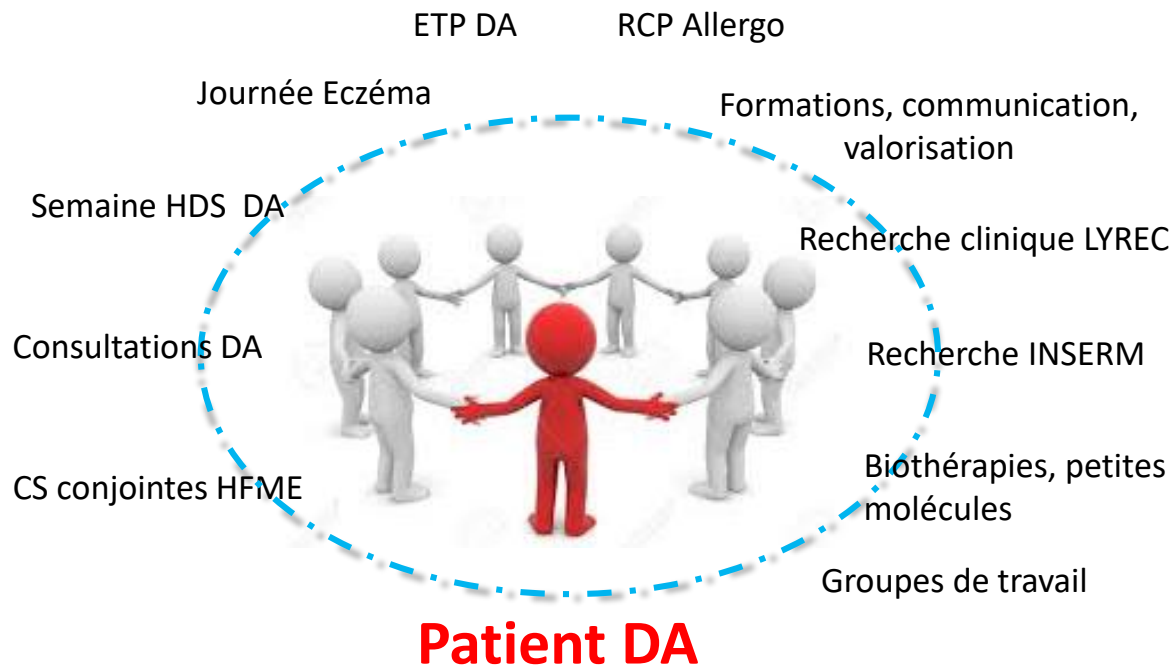 ETP DA
RCP Allergo
Journée Eczéma
Formations, communication,
valorisation
Semaine HDS DA
Recherche clinique LYREC
Consultations DA
Recherche INSERM
CS conjointes HFME
Biothérapies, petites
molécules
Groupes de travail
Patient DA